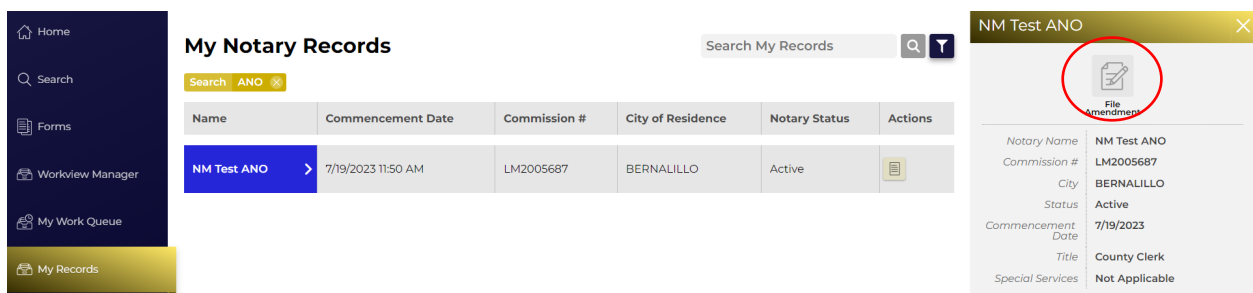 Home
Search
Forms
Workview Manager
My Work Queue
My Records
My Notary Records
Search My Records
Search ANO
Name Commencement Date Commission # City of Residence Notary Status Actions
NM Test ANO 7/19/2023 11:50 AM LM2005687 BERNALILLO Active
NM Test ANO
File
Amendment
Notary Name NM Test ANO
Commission # LM2005687
City BERNALILLO
Status Active
Commencement 7/19/2023
Date
Title County Clerk
Special Services Not Applicable